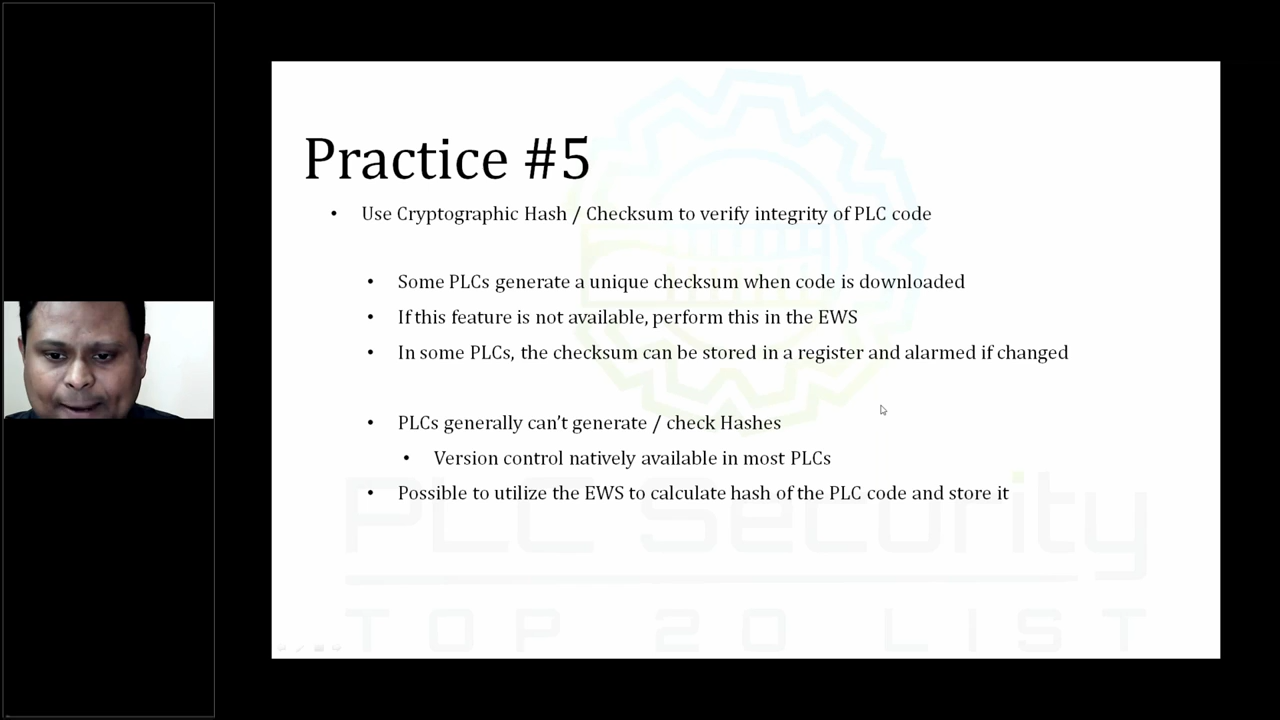 Practice #5
Use Cryptographic Hash / Checksum to verify integrity of PLC code
Some PLCs generate a unique checksum when code is downloaded
If this feature is not available, perform this in the EWS
In some PLCs, the checksum can be stored in a register and alarmed if changed
PLCs generally can't generate / check Hashes
Version control natively available in most PLCs
Possible to utilize the EWS to calculate hash of the PLC code and store it
PLC Security
TOP 20 LIST